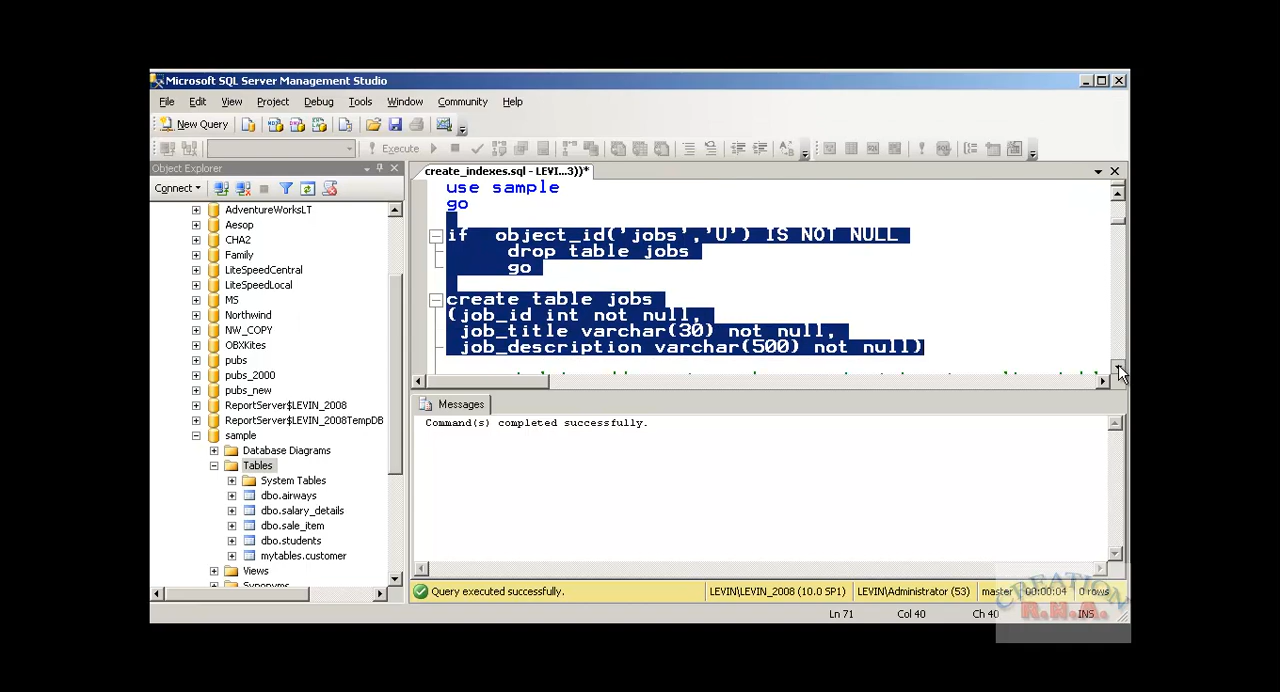 Microsoft SQL Server Management Studio
File Edit View Project Debug Tools Window Community Help
New Query
Execute
Object Explorer
Connect
AdventureWorksLT
Aesop
CHA2
Family
LiteSpeedCentral
LiteSpeedLocal
MS
Northwind
NW_COPY
OBXKites
pubs
pubs_2000
pubs_new
ReportServer$LEVIN_2008
ReportServer$LEVIN_2008TempDB
sample
Database Diagrams
Tables
System Tables
dbo.airways
dbo.salary_details
dbo.sale_item
dbo.students
mytables.customer
Views
Synonyms
create_indexes.sql - LEVI...3))*
use sample
go
if object_id('jobs','U') IS NOT NULL
drop table jobs
go
create table jobs
(job_id int not null,
job_title varchar(30) not null,
job_description varchar(500) not null)
Messages
Command(s) completed successfully.
Query executed successfully. LEVIN\LEVIN_2008 (10.0 SP1) LEVIN\Administrator (53) master 00:00:04 0 rows
Ln 71 Col 40 Ch 40 INS
CREATION
R.H.A.